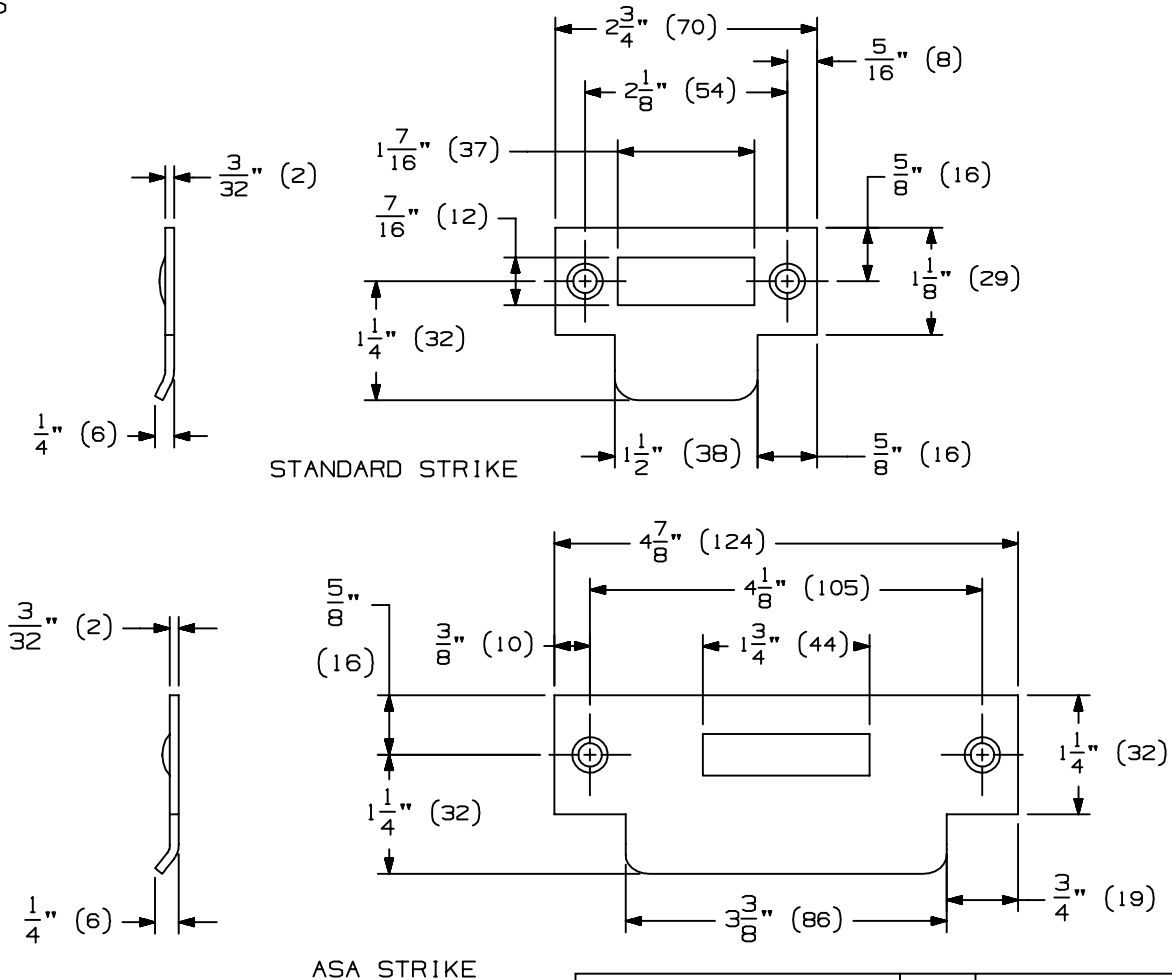 2 3/4" (70)
5/16" (8)
2 1/8" (54)
1 7/16" (37)
3/32" (2)
5/8" (16)
7/16" (12)
1 1/8" (29)
1 1/4" (32)
1/4" (6)
1 1/2" (38)
5/8" (16)
STANDARD STRIKE
4 7/8" (124)
4 1/8" (105)
5/8"
(16)
3/32" (2)
3/8" (10)
1 3/4" (44)
1 1/4" (32)
1 1/4" (32)
3/4" (19)
1/4" (6)
3 3/8" (86)
ASA STRIKE